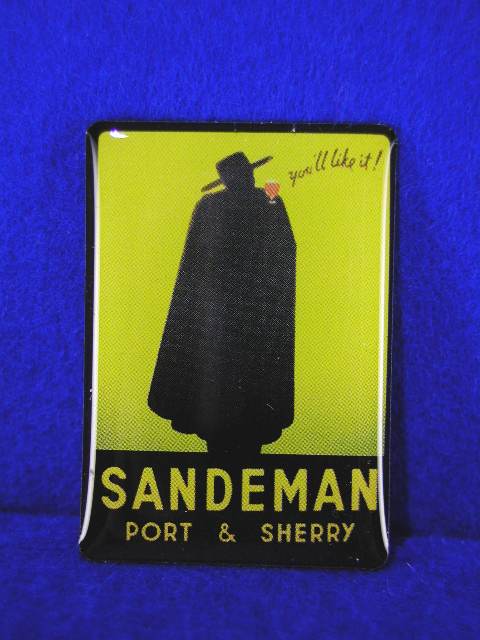 you'll like it!
SANDEMAN
PORT & SHERRY